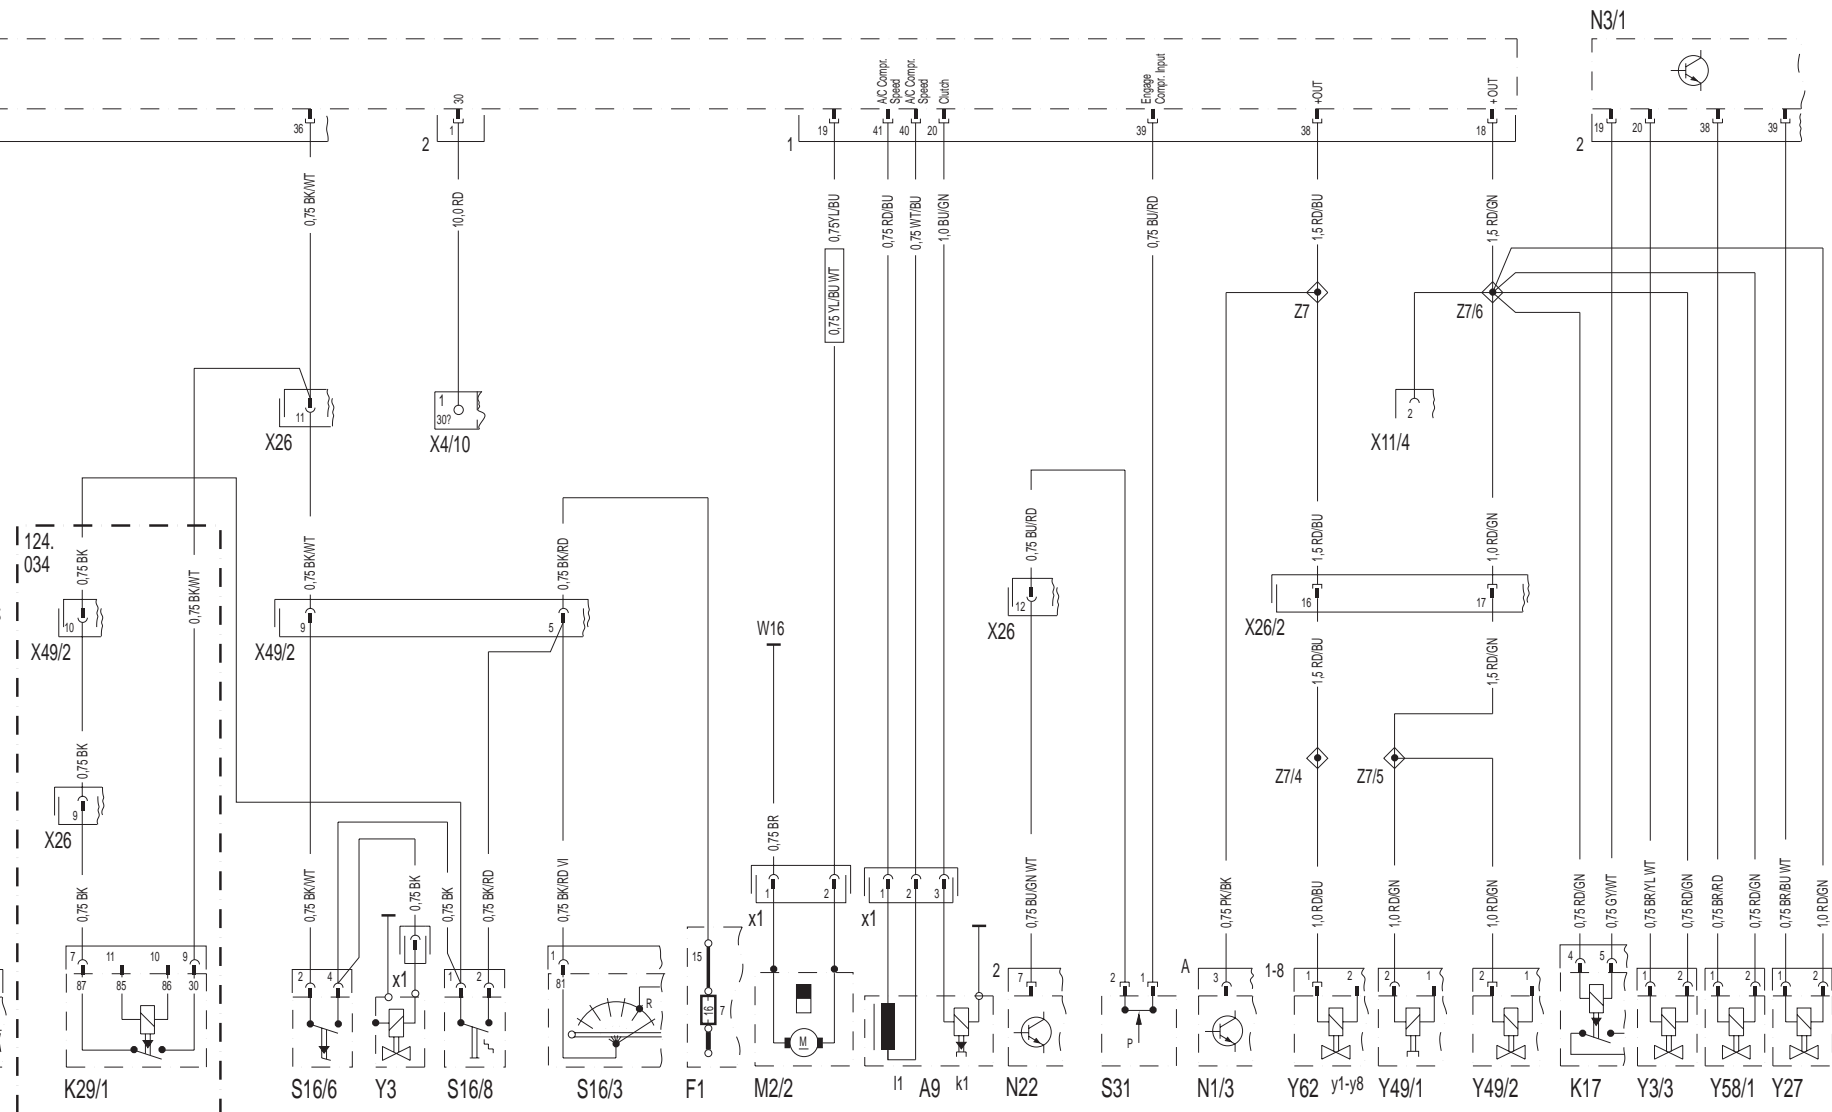 N3/1
30
A/C Compr.
Speed
A/C Compr.
Speed
Clutch
Engage
Compr. Input
+OUT
+ OUT
36
1
2
19
41
40
20
1
39
38
18
19
20
38
39
2
0,75 BK/WT
10,0 RD
0,75YL/BU
0,75 RD/BU
0,75 WT/BU
1,0 BU/GN
0,75 BU/RD
1,5 RD/BU
1,5 RD/GN
0,75 YL/BU WT
Z7
Z7/6
11
X26
1
30?
X4/10
2
X11/4
124.
034
0,75 BK
0,75 BK/WT
0,75 BK/WT
0,75 BK/RD
0,75 BU/RD
1,5 RD/BU
1,0 RD/GN
10
X49/2
9
5
X49/2
12
X26
16
17
X26/2
W16
1,5 RD/BU
1,5 RD/GN
0,75 BK
Z7/4
Z7/5
9
X26
0,75 BR
0,75 BK
0,75 BK/WT
0,75 BK
0,75 BK
0,75 BK/RD
0,75 BK/RD VI
1
2
x1
1
2
3
x1
0,75 BU/GN WT
0,75 PK/BK
1,0 RD/BU
1,0 RD/GN
1,0 RD/GN
0,75 RD/GN
0,75 GY/WT
0,75 BR/YL WT
0,75 RD/GN
0,75 BR/RD
0,75 RD/GN
0,75 BR/BU WT
1,0 RD/GN
7
11
10
9
87
85
86
30
2
4
x1
1
2
1
81
R
15
16
7
M
2
7
2
1
P
A
3
1-8
1
2
2
1
2
1
4
5
1
2
1
2
1
2
K29/1
S16/6
Y3
S16/8
S16/3
F1
M2/2
l1
A9
k1
N22
S31
N1/3
Y62
y1-y8
Y49/1
Y49/2
K17
Y3/3
Y58/1
Y27